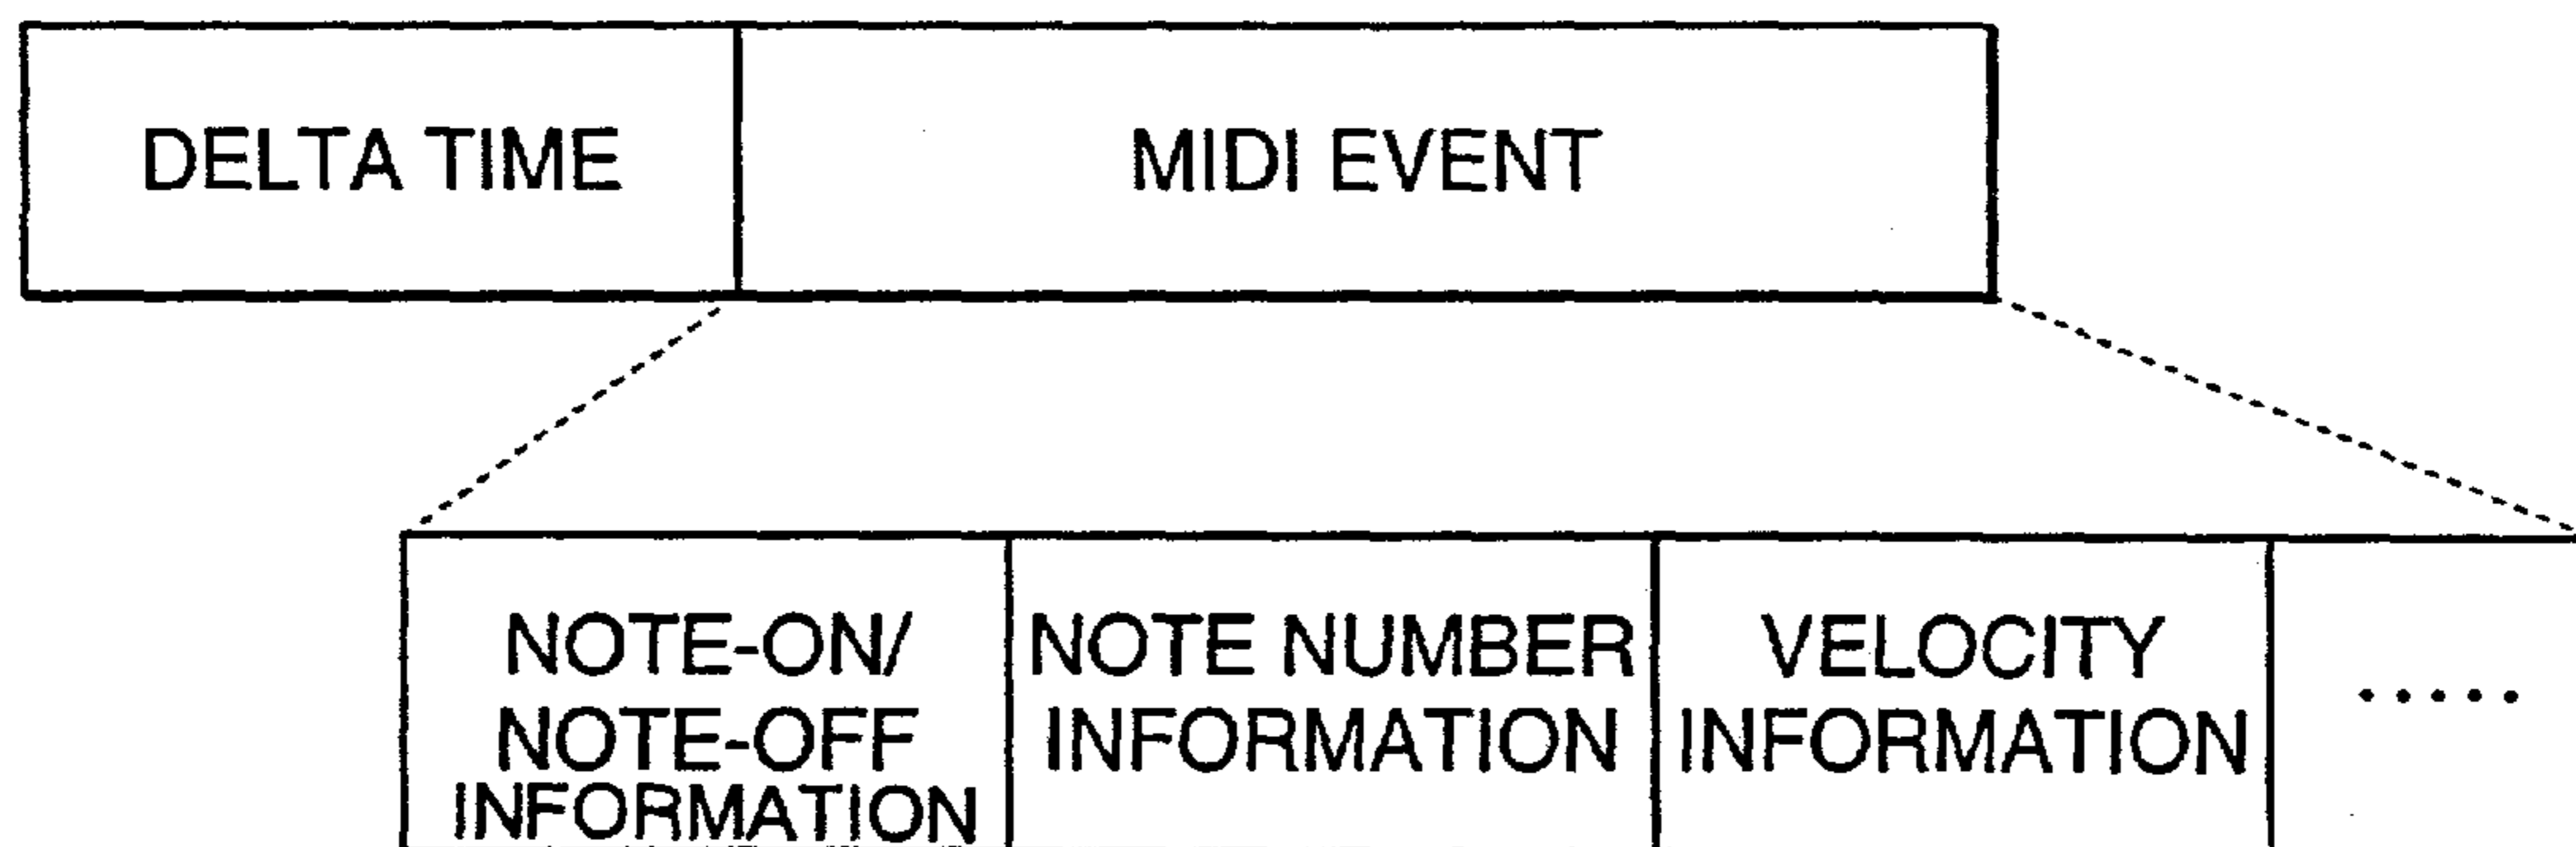 DELTA TIME
MIDI EVENT
NOTE-ON/
NOTE-OFF
INFORMATION
NOTE NUMBER
INFORMATION
VELOCITY
INFORMATION
.....